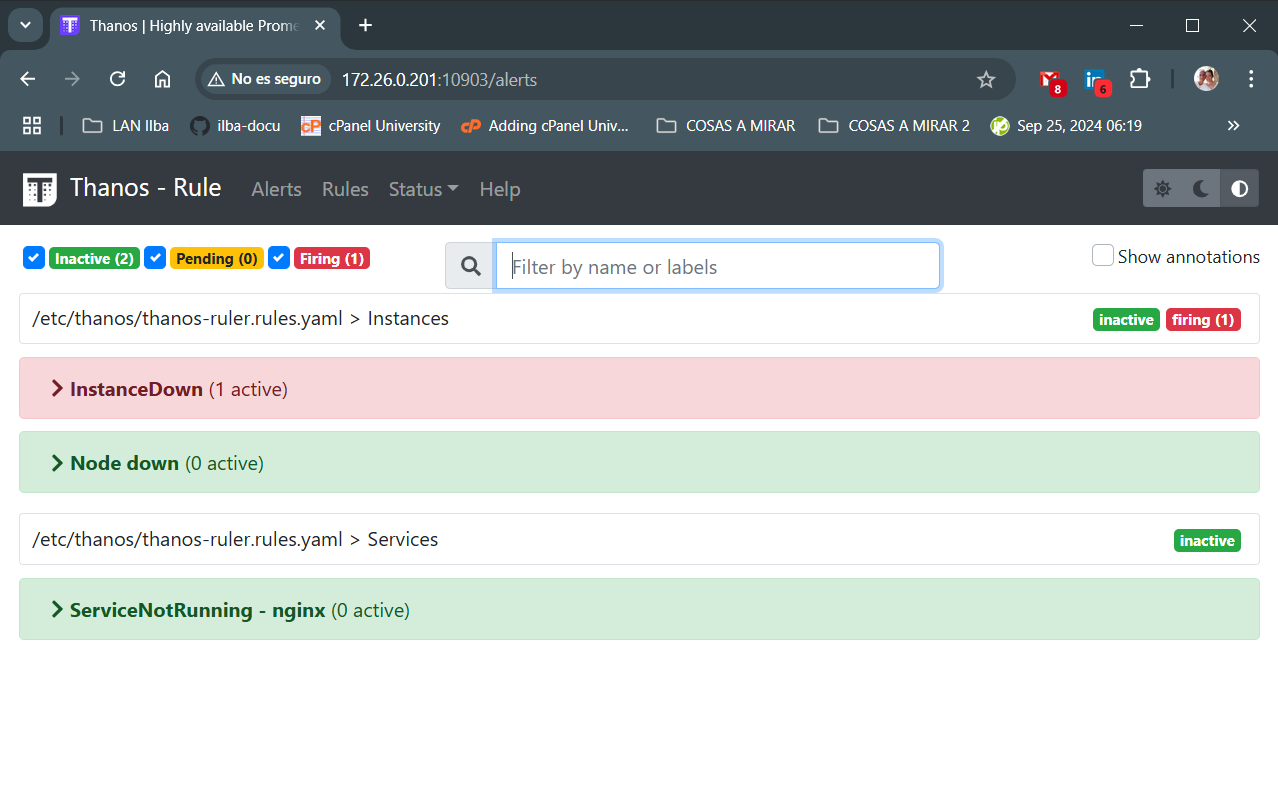 Thanos | Highly available Prome
No es seguro 172.26.0.201:10903/alerts
8
6
LAN Ilba ilba-docu cPanel University Adding cPanel Univ... COSAS A MIRAR COSAS A MIRAR 2 Sep 25, 2024 06:19
Thanos - Rule Alerts Rules Status Help
Inactive (2) Pending (0) Firing (1) Filter by name or labels Show annotations
/etc/thanos/thanos-ruler.rules.yaml > Instances inactive firing (1)
InstanceDown (1 active)
Node down (0 active)
/etc/thanos/thanos-ruler.rules.yaml > Services inactive
ServiceNotRunning - nginx (0 active)